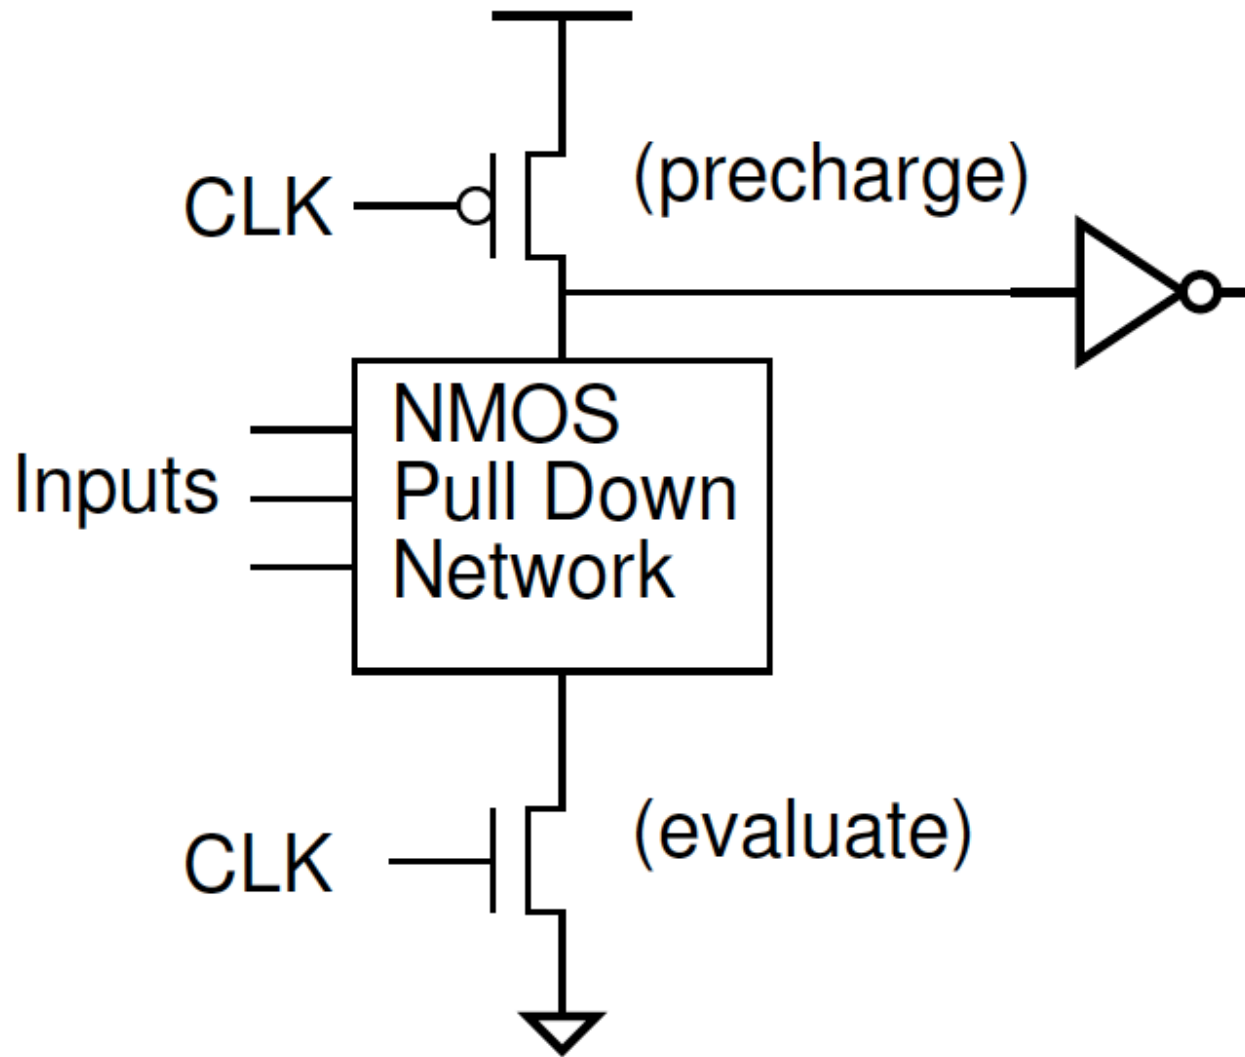 (precharge)
CLK
NMOS
Inputs
Pull Down
Network
(evaluate)
CLK